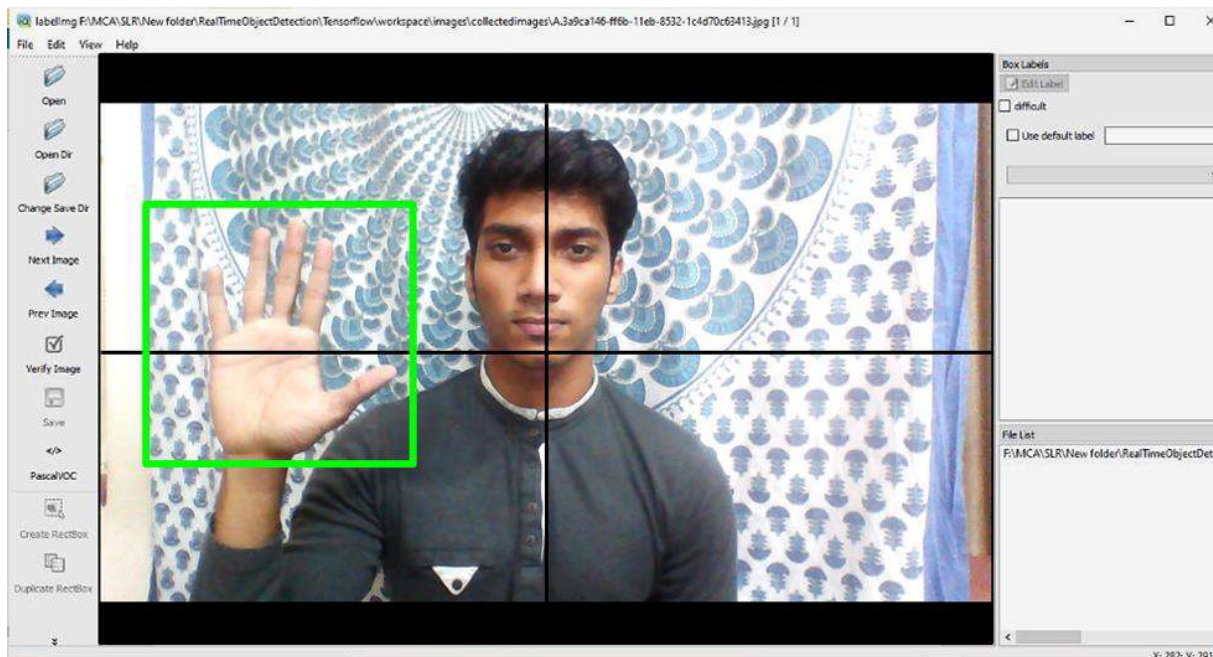 labelImg F:\MCA\SLR\New folder\RealTimeObjectDetection\Tensorflow\workspace\images\collectedimages\A.3a9ca146-ff6b-11eb-8532-1c4d70c63413.jpg [1 / 1]
File Edit View Help
Open
Open Dir
Change Save Dir
Next Image
Prev Image
Verify Image
Save
</>
PascalVOC
Create RectBox
Duplicate RectBox
Box Labels
Edit Label
difficult
Use default label
File List
F:\MCA\SLR\New folder\RealTimeObjectDet
X: 282; Y: 291